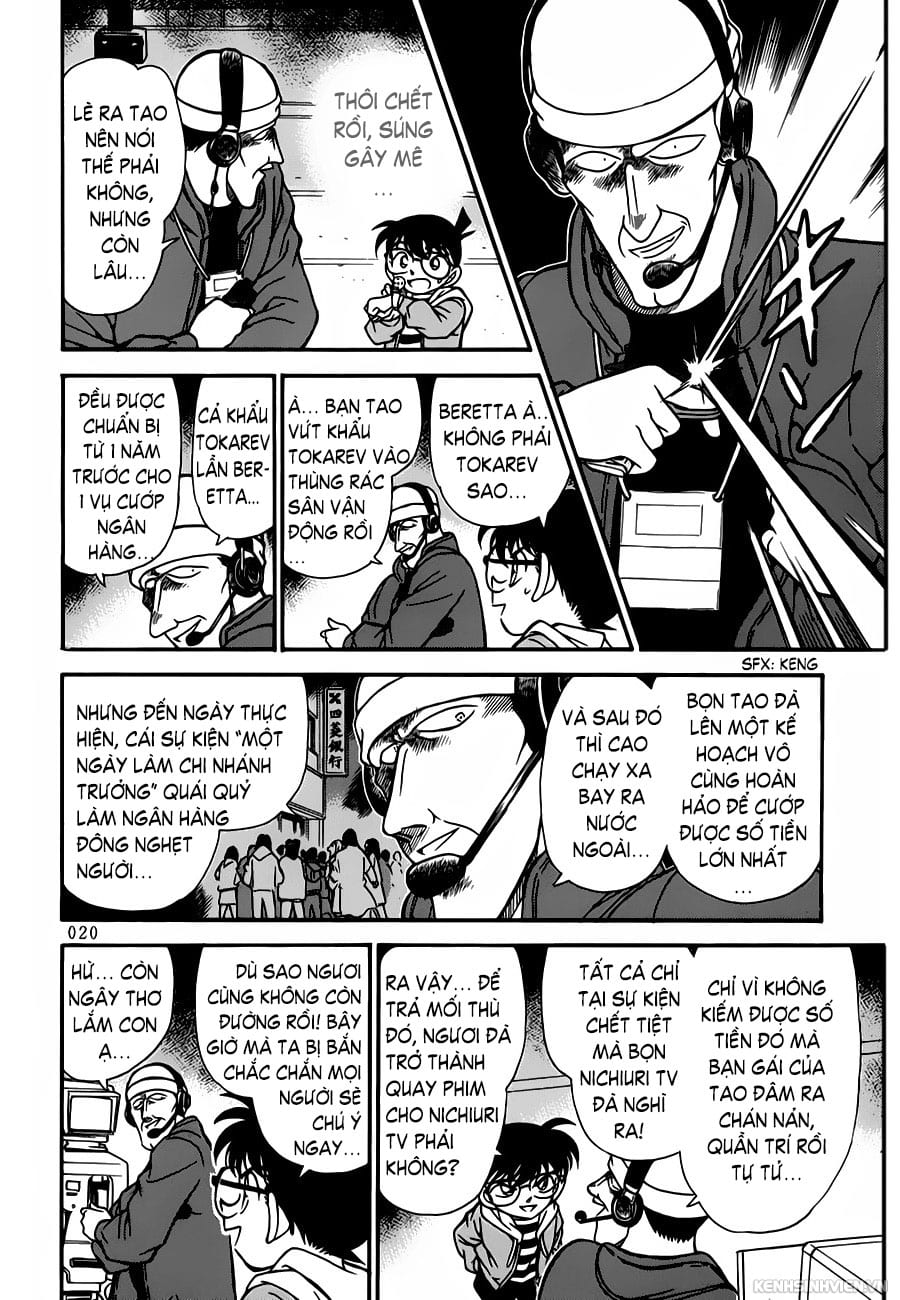 THÔI CHẾT
RỒI, SÚNG
GÂY MÊ
...
LẼ RA TAO
NÊN NÓI
THẾ PHẢI
KHÔNG,
NHƯNG
CÒN
LÂU...
SFX: KENG
BERETTA À..
KHÔNG PHẢI
TOKAREV
SAO...
À... BẠN TAO
VỨT KHẨU
TOKAREV VÀO
THÙNG RÁC
SÂN VẬN
ĐỘNG RỒI
...
CẢ KHẨU
TOKAREV
LẪN BER-
ETTA...
ĐỀU ĐƯỢC
CHUẨN BỊ
TỪ 1 NĂM
TRƯỚC CHO
1 VỤ CƯỚP
NGÂN
HÀNG...
BỌN TAO ĐÃ
LÊN MỘT KẾ
HOẠCH VÔ
CÙNG HOÀN
HẢO ĐỂ CƯỚP
ĐƯỢC SỐ TIỀN
LỚN NHẤT
...
VÀ SAU ĐÓ
THÌ CAO
CHẠY XA
BAY RA
NƯỚC
NGOÀI...
四菱銀行
NHƯNG ĐẾN NGÀY THỰC
HIỆN, CÁI SỰ KIỆN “MỘT
NGÀY LÀM CHI NHÁNH
TRƯỞNG” QUÁI QUỶ
LÀM NGÂN HÀNG
ĐÔNG NGHẸT
NGƯỜI...
020
CHỈ VÌ KHÔNG
KIẾM ĐƯỢC SỐ
TIỀN ĐÓ MÀ
BẠN GÁI CỦA
TAO ĐÂM RA
CHÁN NẢN,
QUẪN TRÍ RỒI
TỰ TỬ...
TẤT CẢ CHỈ
TẠI SỰ KIỆN
CHẾT TIỆT
MÀ BỌN
NICHIURI TV
ĐÃ NGHĨ
RA!
RA VẬY... ĐỂ
TRẢ MỐI THÙ
ĐÓ, NGƯƠI ĐÃ
TRỞ THÀNH
QUAY PHIM
CHO NICHIURI
TV PHẢI
KHÔNG?
DÙ SAO NGƯƠI
CŨNG KHÔNG CÒN
ĐƯỜNG RỒI! BÂY
GIỜ MÀ TA BỊ BẮN
CHẮC CHẮN MỌI
NGƯỜI SẼ
CHÚ Ý
NGAY...
HỪ... CÒN
NGÂY THƠ
LẮM CON
Ạ...
KENHSINHVIEN.VN